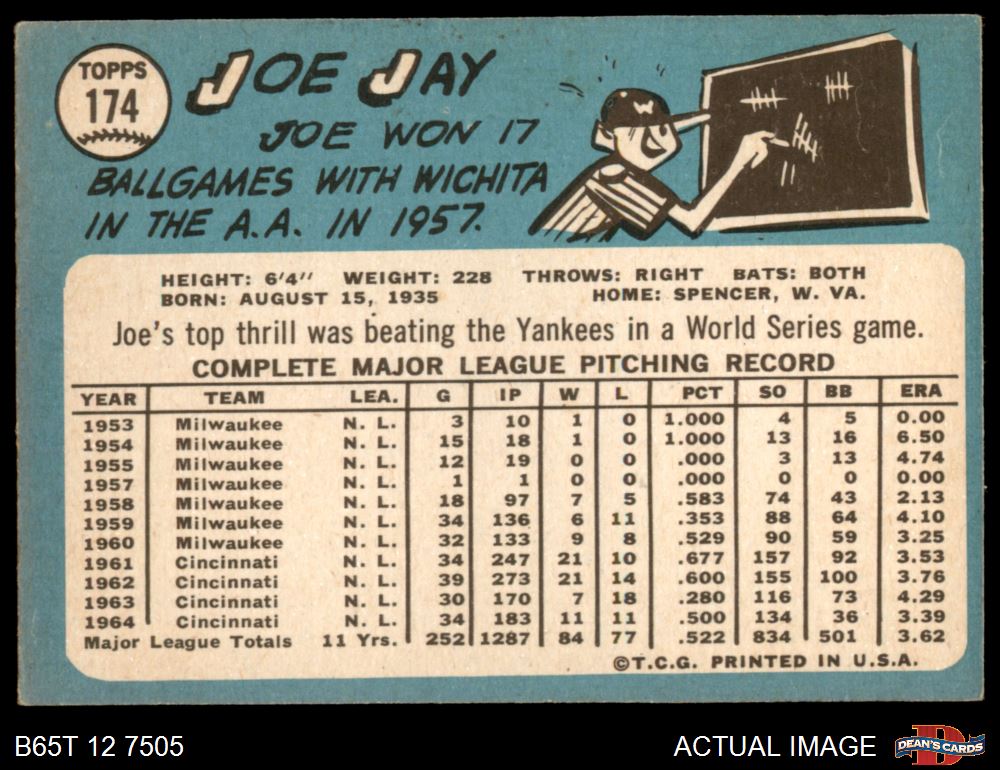 TOPPS
174
JOE JAY
JOE WON 17
BALLGAMES WITH WICHITA
IN THE A.A. IN 1957.
W
HEIGHT: 6'4" WEIGHT: 228 THROWS: RIGHT BATS: BOTH
BORN: AUGUST 15, 1935 HOME: SPENCER, W. VA.
Joe's top thrill was beating the Yankees in a World Series game.
COMPLETE MAJOR LEAGUE PITCHING RECORD
YEAR TEAM LEA. G IP W L PCT SO BB ERA
1953 Milwaukee N. L. 3 10 1 0 1.000 4 5 0.00
1954 Milwaukee N. L. 15 18 1 0 1.000 13 16 6.50
1955 Milwaukee N. L. 12 19 0 0 .000 3 13 4.74
1957 Milwaukee N. L. 1 1 0 0 .000 0 0 0.00
1958 Milwaukee N. L. 18 97 7 5 .583 74 43 2.13
1959 Milwaukee N. L. 34 136 6 11 .353 88 64 4.10
1960 Milwaukee N. L. 32 133 9 8 .529 90 59 3.25
1961 Cincinnati N. L. 34 247 21 10 .677 157 92 3.53
1962 Cincinnati N. L. 39 273 21 14 .600 155 100 3.76
1963 Cincinnati N. L. 30 170 7 18 .280 116 73 4.29
1964 Cincinnati N. L. 34 183 11 11 .500 134 36 3.39
Major League Totals 11 Yrs. 252 1287 84 77 .522 834 501 3.62
©T.C.G. PRINTED IN U.S.A.
B65T 12 7505 ACTUAL IMAGE
D
DEAN'S CARDS